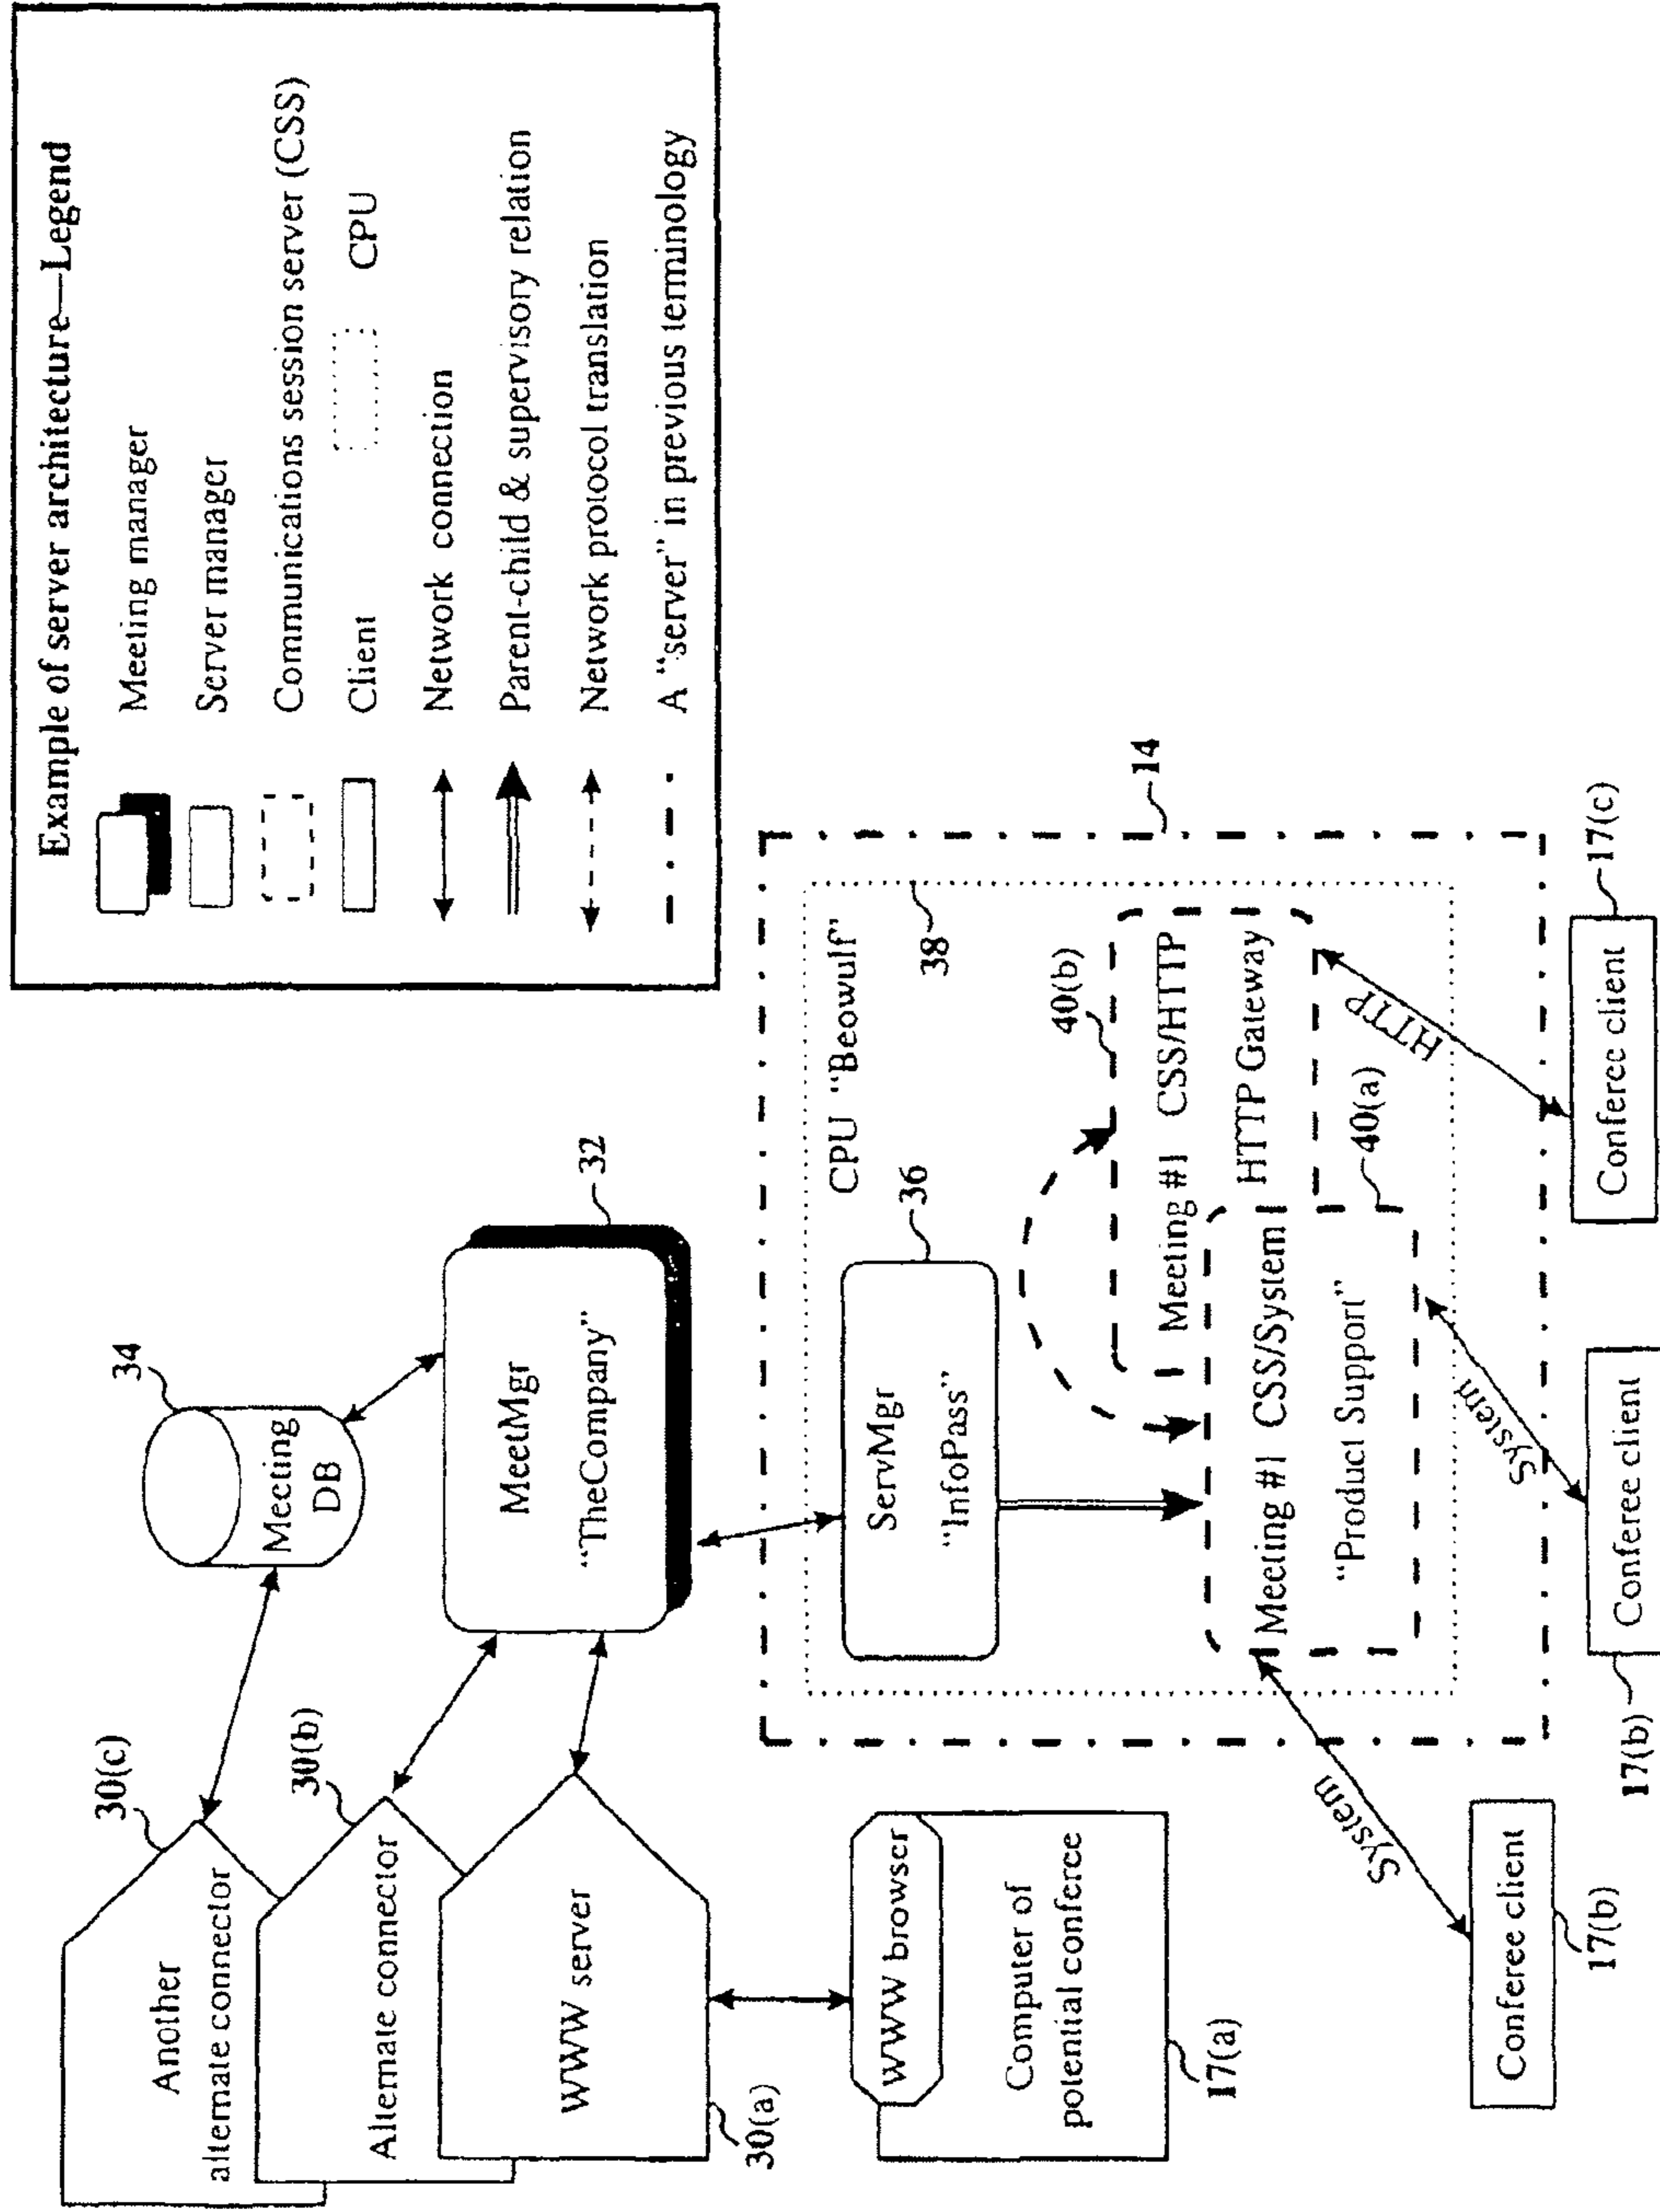 Example of server architecture—Legend
Meeting manager
Server manager
Communications session server (CSS)
Client
CPU
Network connection
Parent-child & supervisory relation
Network protocol translation
A “server” in previous terminology
30(c)
Another
alternate connector
30(b)
Alternate connector
WWW server
30(a)
34
Meeting
DB
MeetMgr
“TheCompany”
32
WWW browser
Computer of
potential conferee
17(a)
CPU “Beowulf”
ServMgr
“InfoPass”
36
38
14
40(b)
Meeting #1 CSS/HTTP
HTTP Gateway
Meeting #1 CSS/System
“Product Support”
40(a)
System
System
HTTP
Conferee client
17(b)
Conferee client
17(b)
Conferee client
17(c)